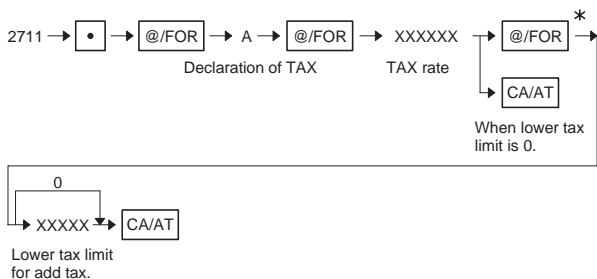 2711 • @/FOR A @/FOR XXXXXX @/FOR *
Declaration of TAX TAX rate
CA/AT
When lower tax
limit is 0.
0
XXXXX CA/AT
Lower tax limit
for add tax.